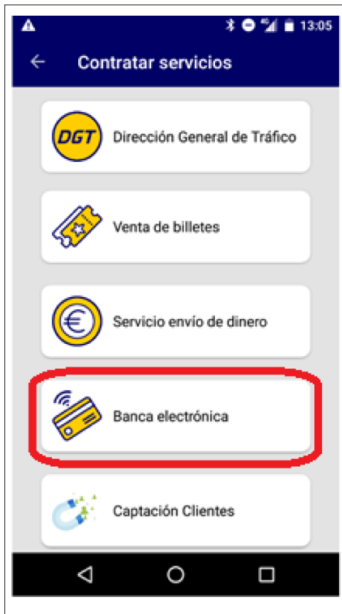 13:05
Contratar servicios
DGT Dirección General de Tráfico
Venta de billetes
Servicio envío de dinero
Banca electrónica
Captación Clientes